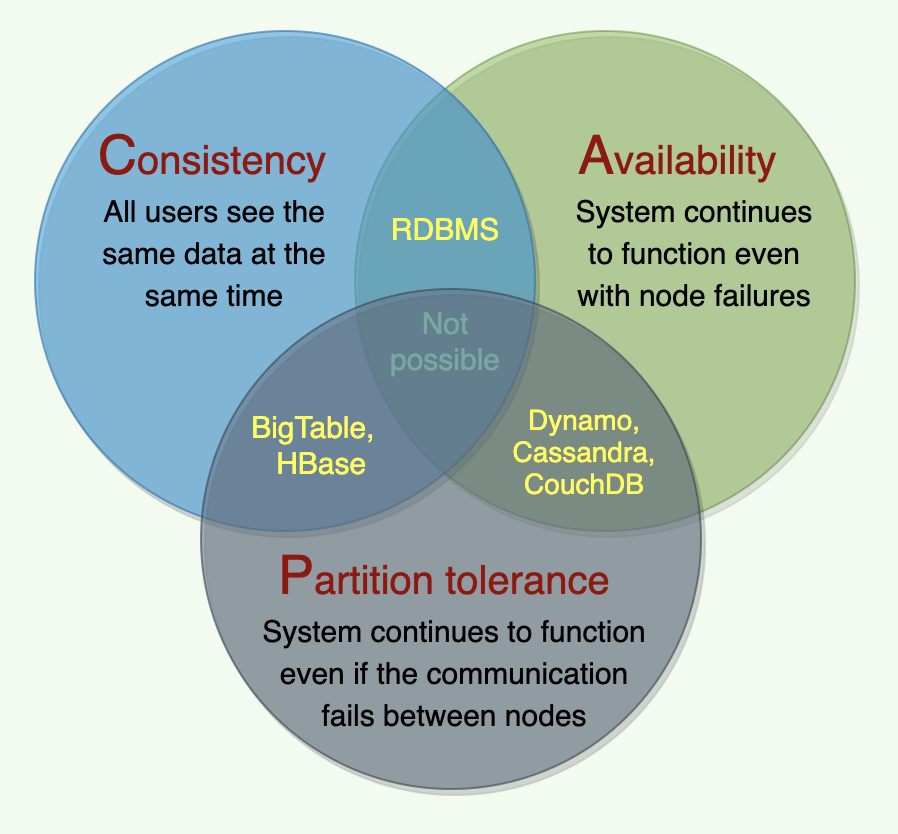 Consistency
All users see the
same data at the
same time
Availability
System continues
to function even
with node failures
RDBMS
Not
possible
BigTable,
HBase
Dynamo,
Cassandra,
CouchDB
Partition tolerance
System continues to function
even if the communication
fails between nodes